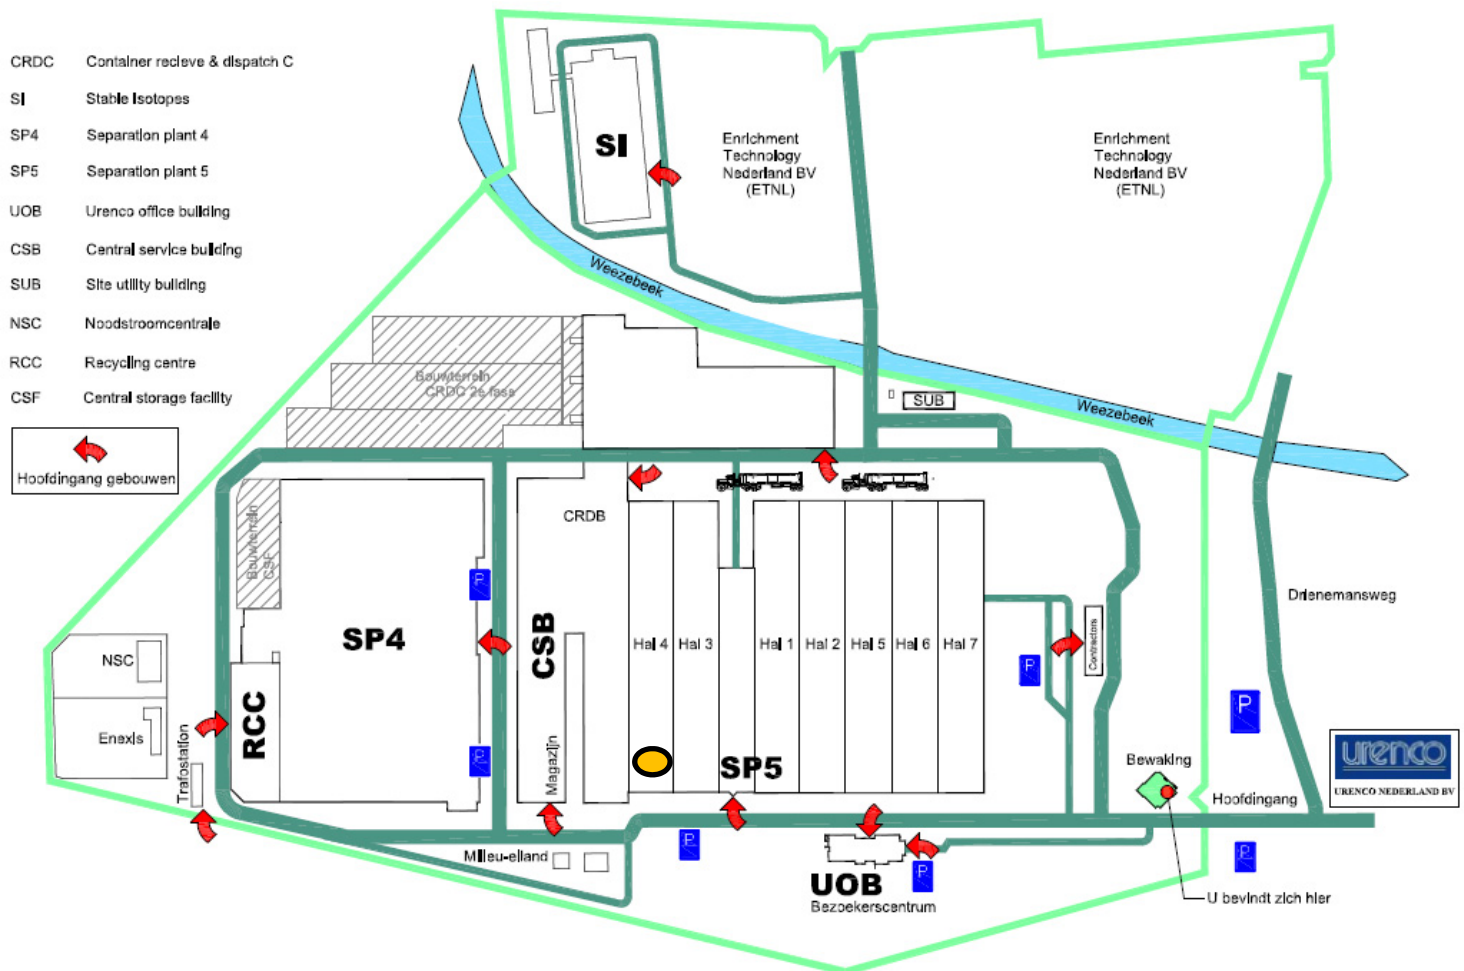 CRDC Container recieve & dispatch C
SI Stable Isotopes
SP4 Separation plant 4
SP5 Separation plant 5
UOB Urenco office building
CSB Central service building
SUB Site utility building
NSC Noodstroomcentrale
RCC Recycling centre
CSF Central storage facility
Hoofdingang gebouwen
SI
Enrichment
Technology
Nederland BV
(ETNL)
Enrichment
Technology
Nederland BV
(ETNL)
Weezebeek
Weezebeek
Bouwterrein
CRDC 2e fase
SUB
Bouwterrein
CSF
CRDB
SP4
CSB
Hal 4
Hal 3
Hal 1
Hal 2
Hal 5
Hal 6
Hal 7
Contractors
Drienemansweg
NSC
Enexis
Trafostation
RCC
Magazijn
SP5
P
P
P
P
P
P
P
Bewaking
Hoofdingang
urenco
URENCO NEDERLAND BV
Milieu-eiland
UOB
Bezoekerscentrum
U bevindt zich hier